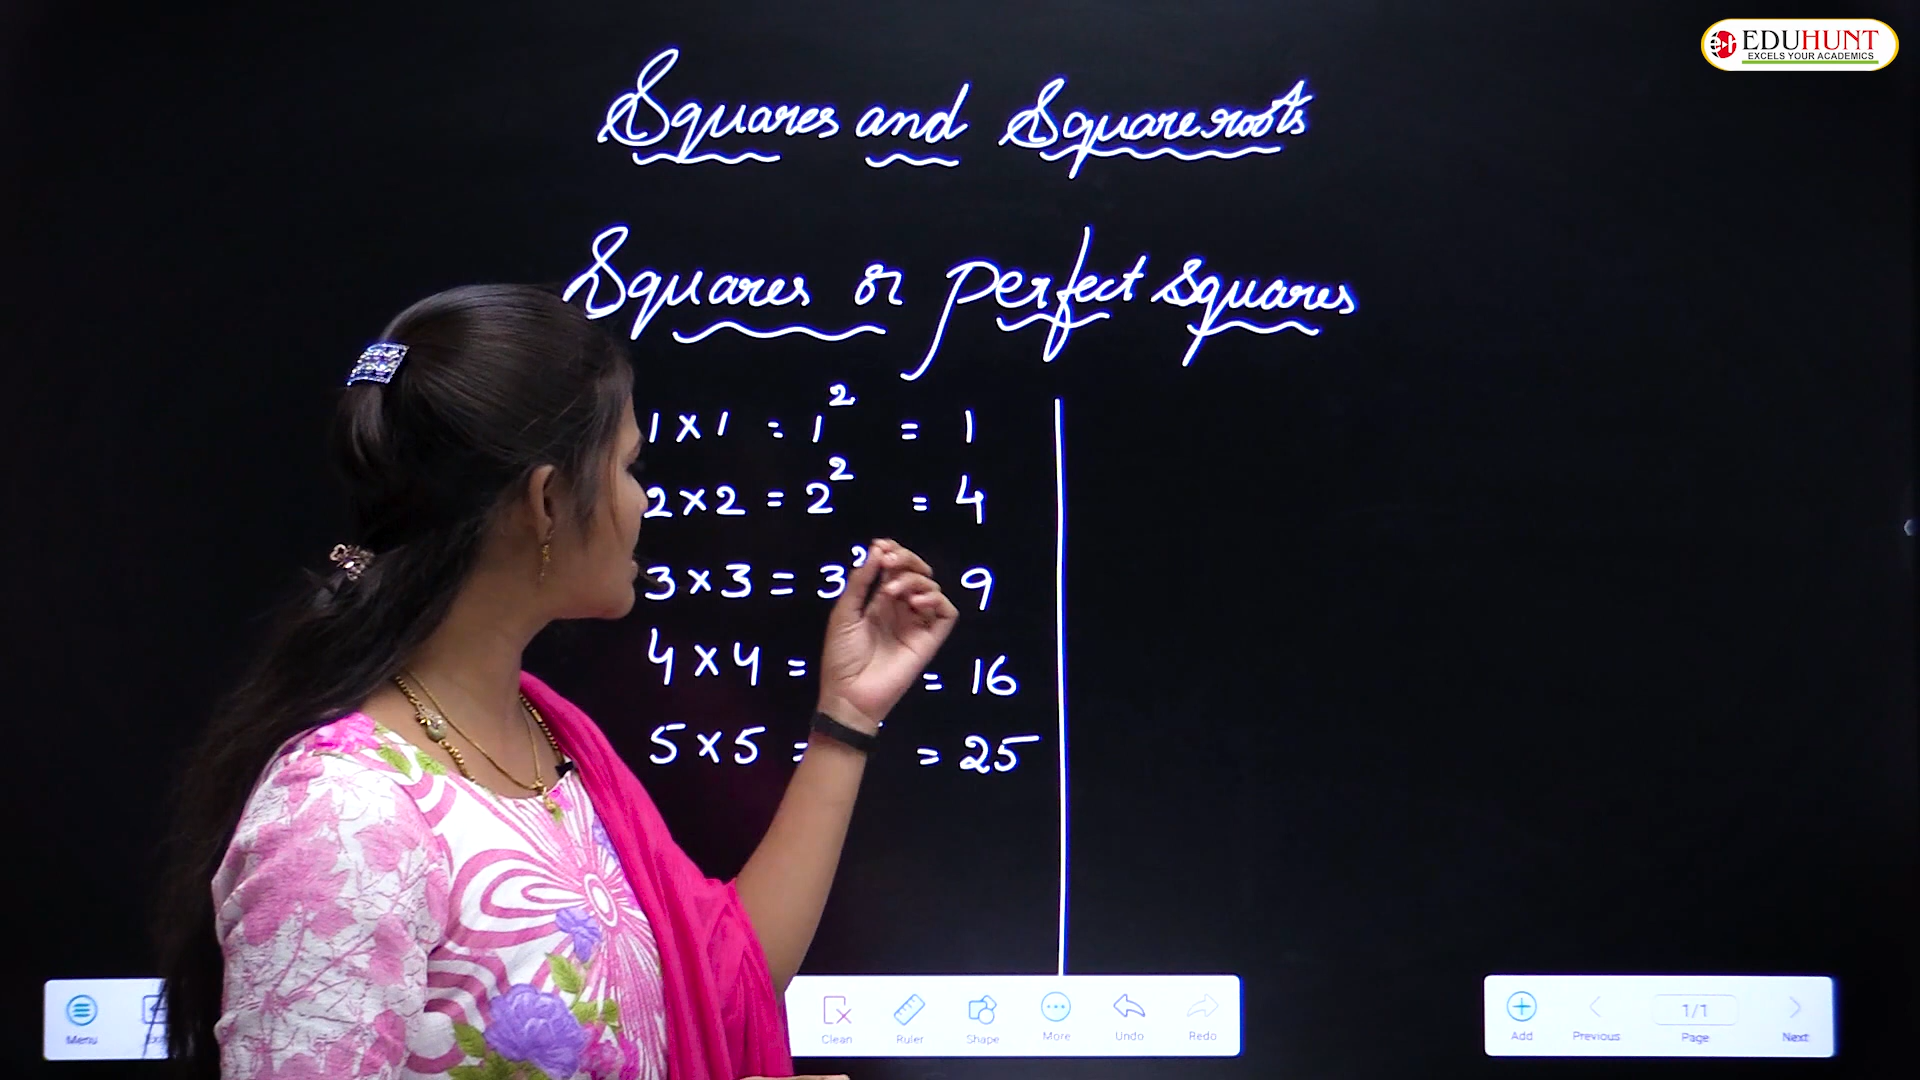 EDUHUNT
EXCELS YOUR ACADEMICS
Squares and Squareroots
Squares or perfect squares
1 × 1 = 1² = 1
2 × 2 = 2² = 4
3 × 3 = 3² 9
4 × 4 = = 16
5 × 5 = = 25
Menu
Clean
Ruler
Shape
More
Undo
Redo
Add
Previous
1/1
Page
Next